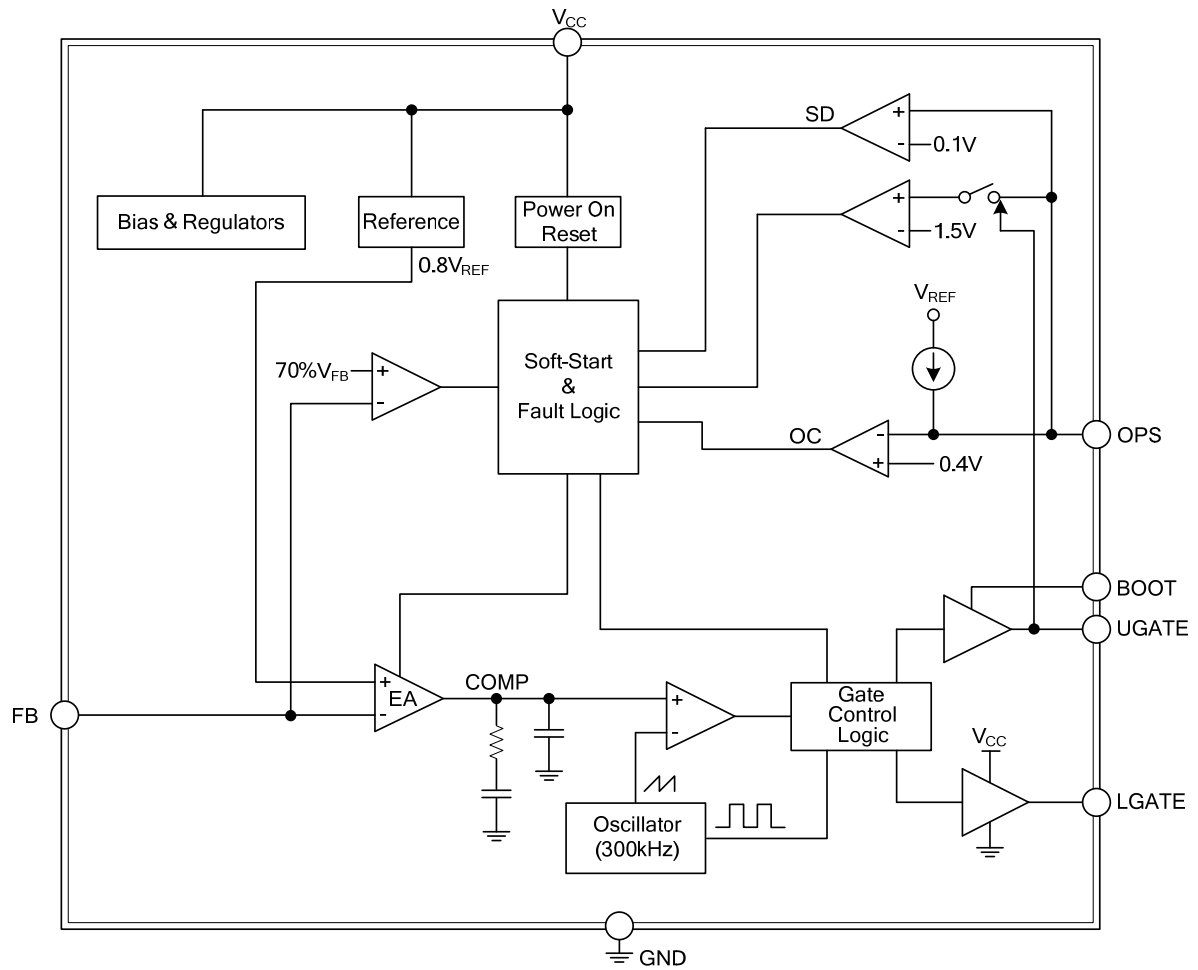 VCC
SD
+
-
0.1V
Bias & Regulators
Reference
Power On
Reset
+
-
1.5V
0.8VREF
VREF
Soft-Start
&
Fault Logic
70%VFB
+
-
OC
-
+
0.4V
OPS
BOOT
UGATE
FB
+
-
EA
COMP
+
-
Gate
Control
Logic
VCC
LGATE
Oscillator
(300kHz)
GND